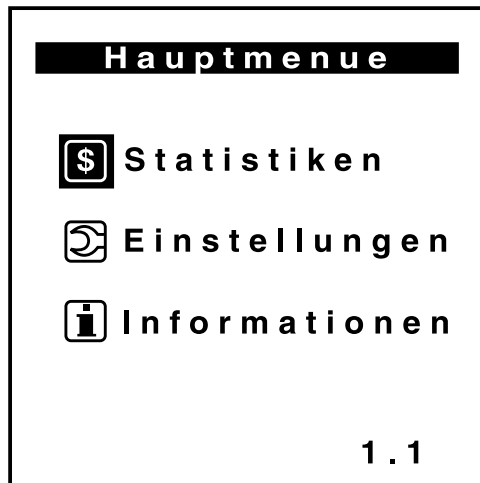 Hauptmenue
$ Statistiken
Einstellungen
i Informationen
1.1